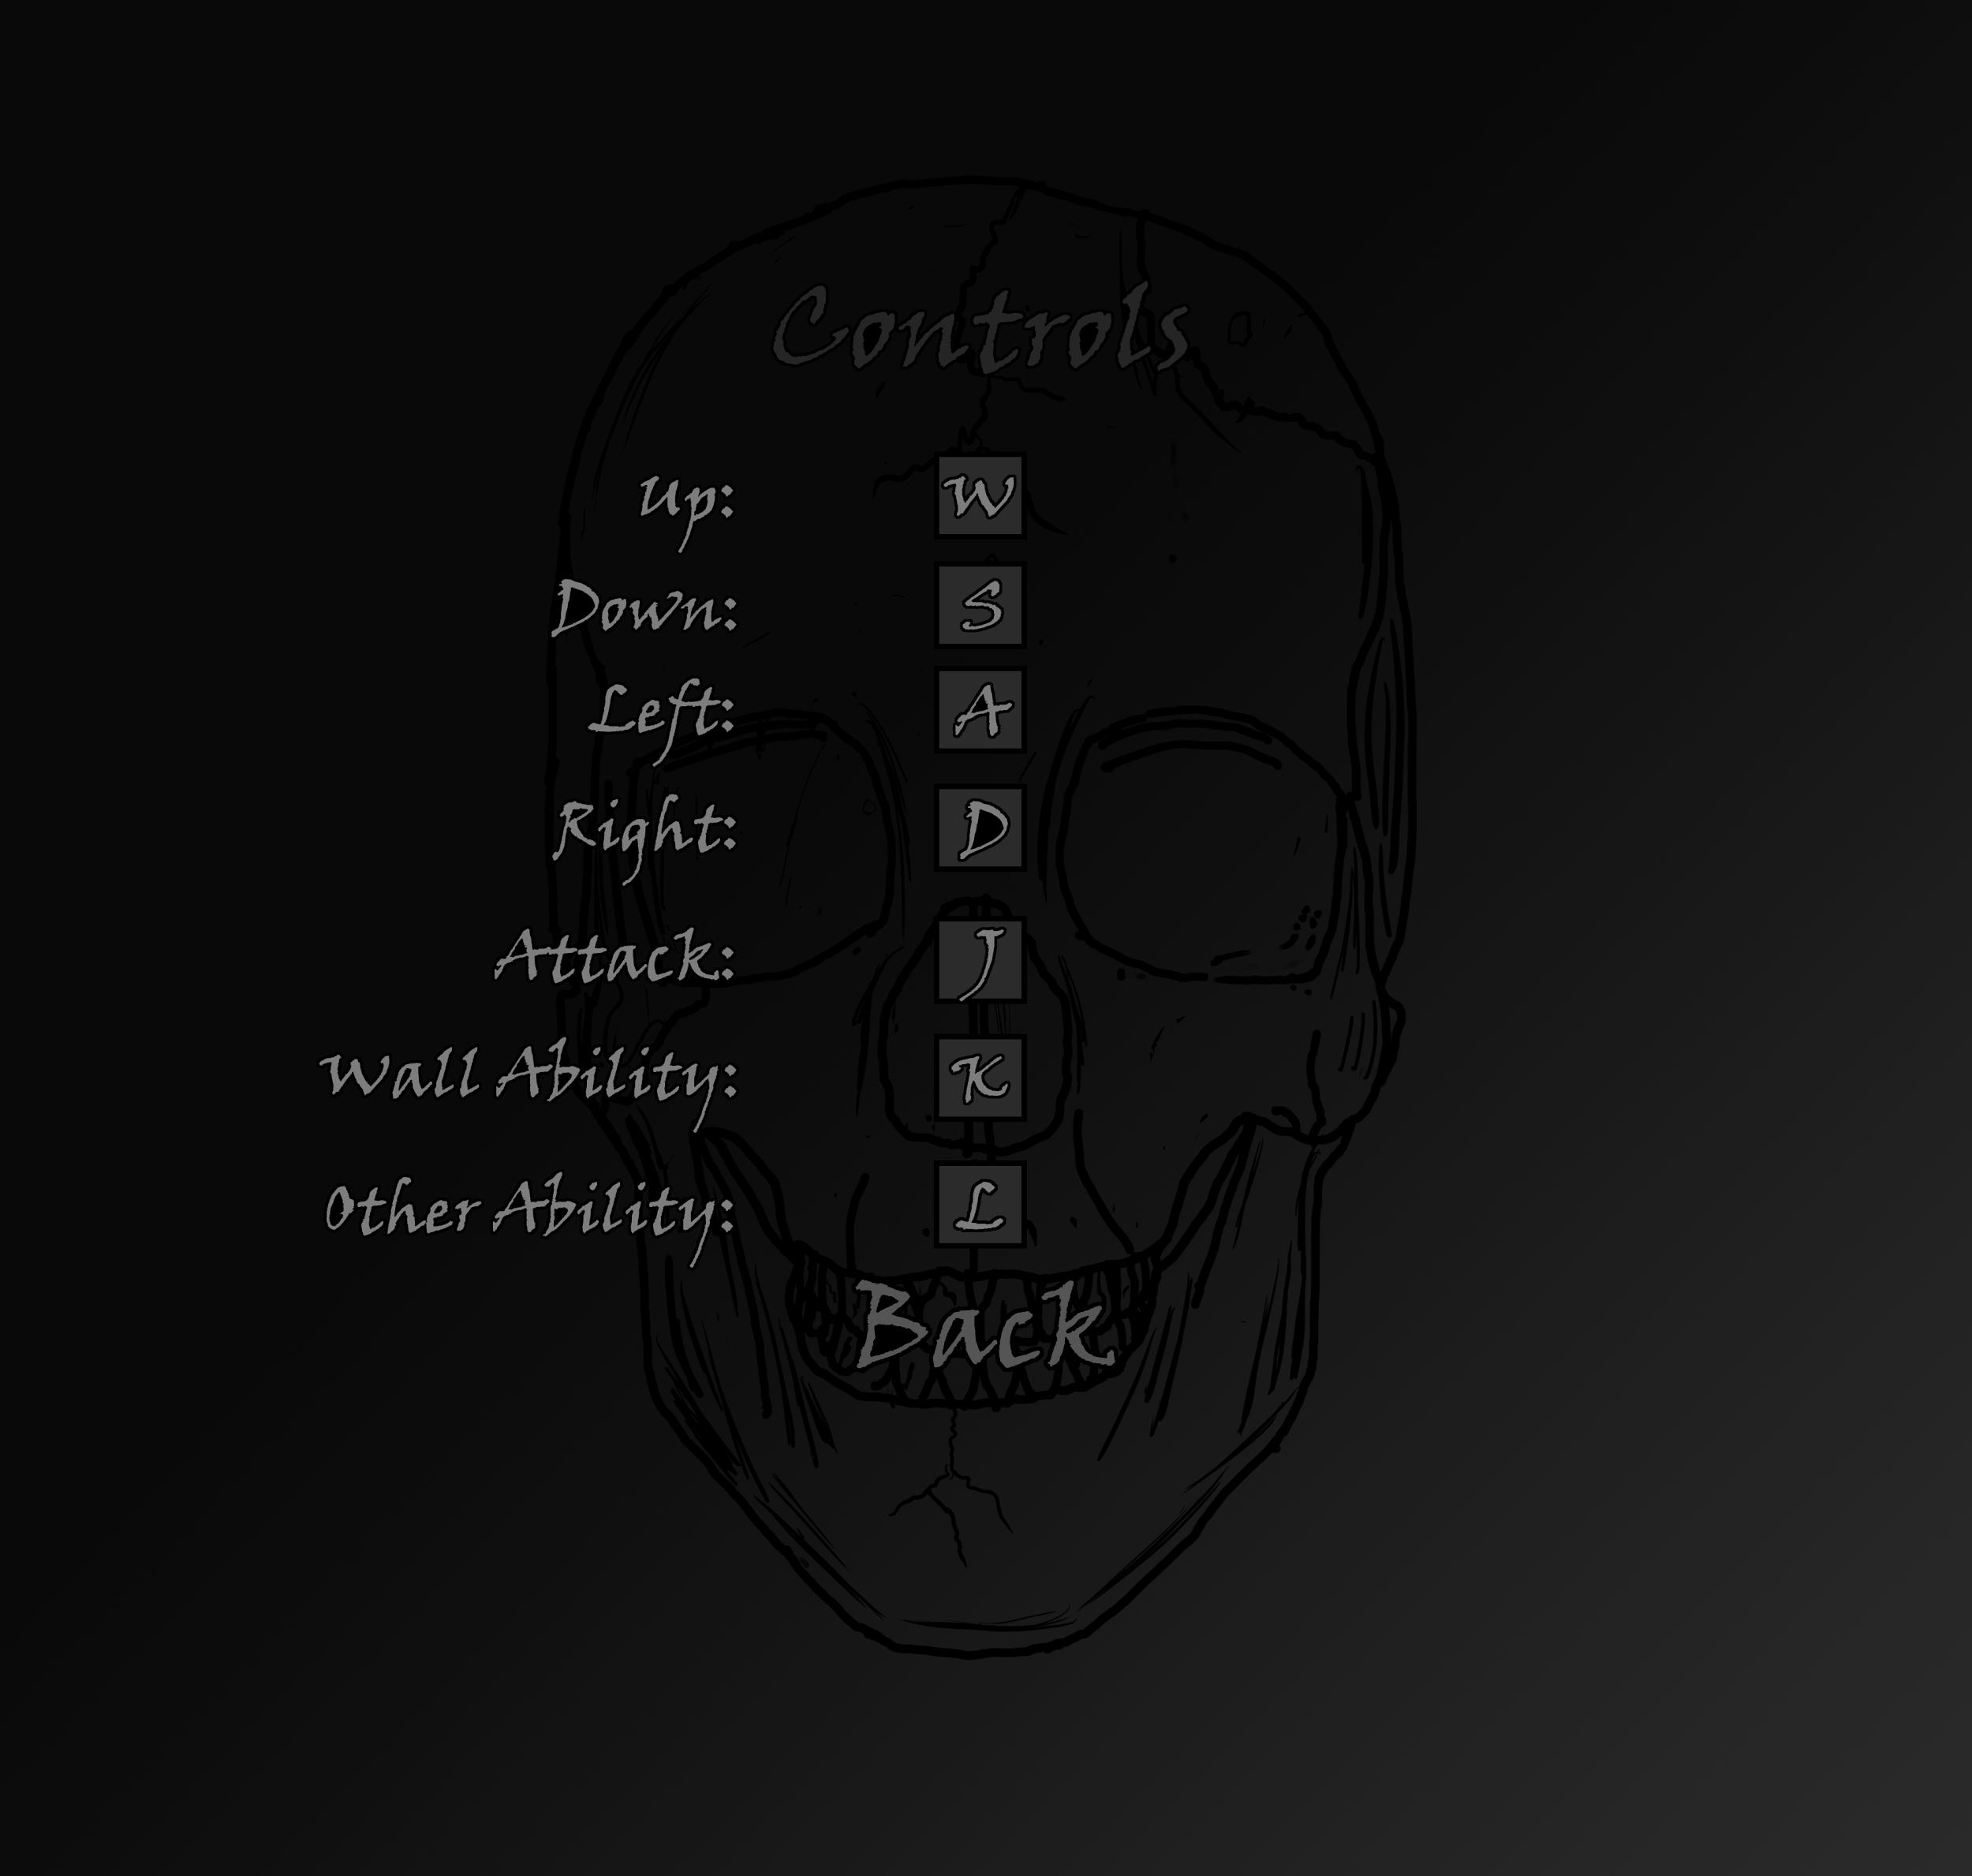 Controls
Up: W
Down: S
Left: A
Right: D
Attack: J
Wall Ability: K
Other Ability: L
Back